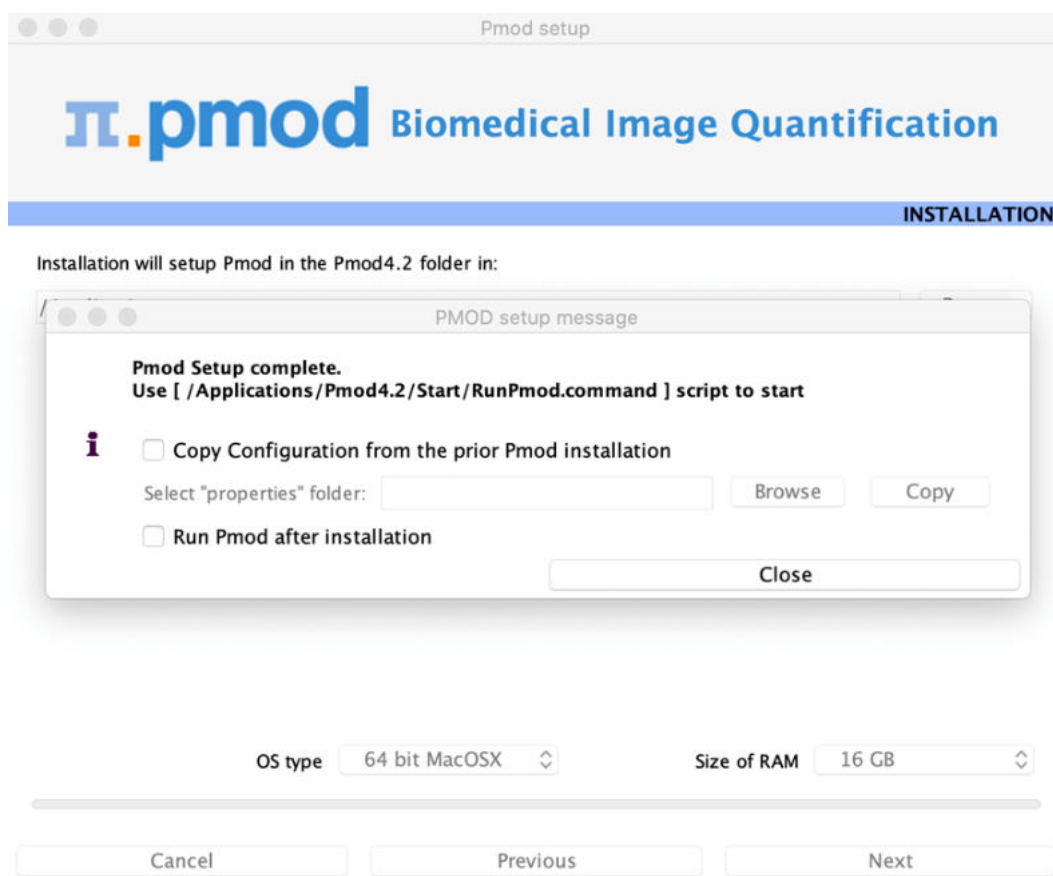 Pmod setup
π.pmod Biomedical Image Quantification
INSTALLATION
Installation will setup Pmod in the Pmod4.2 folder in:
PMOD setup message
Pmod Setup complete.
Use [ /Applications/Pmod4.2/Start/RunPmod.command ] script to start
i
Copy Configuration from the prior Pmod installation
Select "properties" folder: Browse Copy
Run Pmod after installation
Close
OS type 64 bit MacOSX Size of RAM 16 GB
Cancel Previous Next